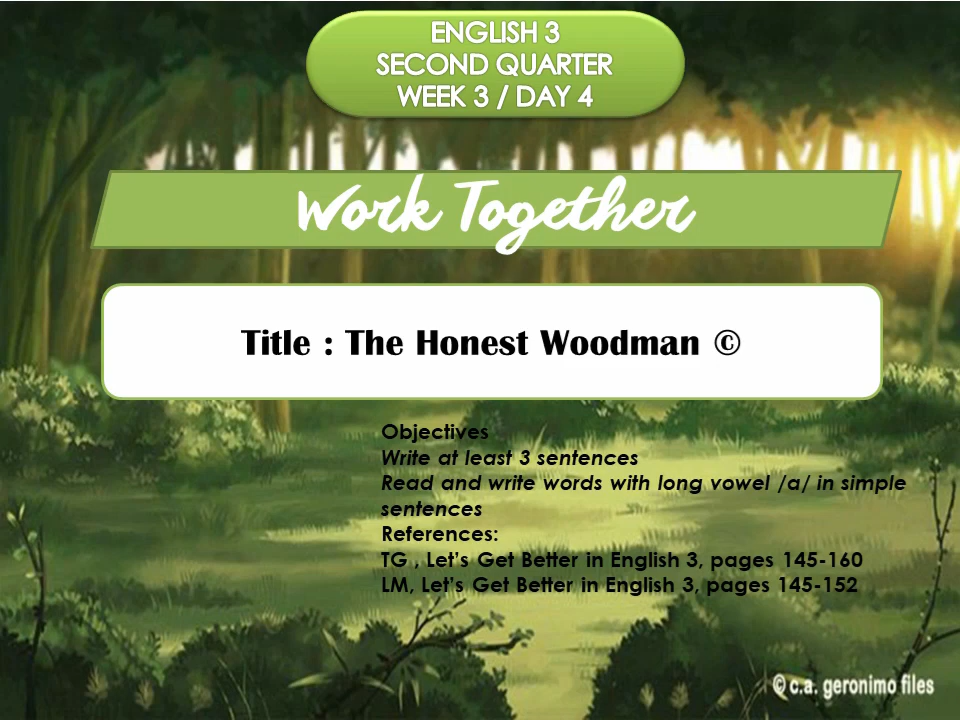 ENGLISH 3
SECOND QUARTER
WEEK 3 / DAY 4
Work Together
Title : The Honest Woodman ©
Objectives
Write at least 3 sentences
Read and write words with long vowel /a/ in simple
sentences
References:
TG , Let's Get Better in English 3, pages 145-160
LM, Let's Get Better in English 3, pages 145-152
© c.a. geronimo files